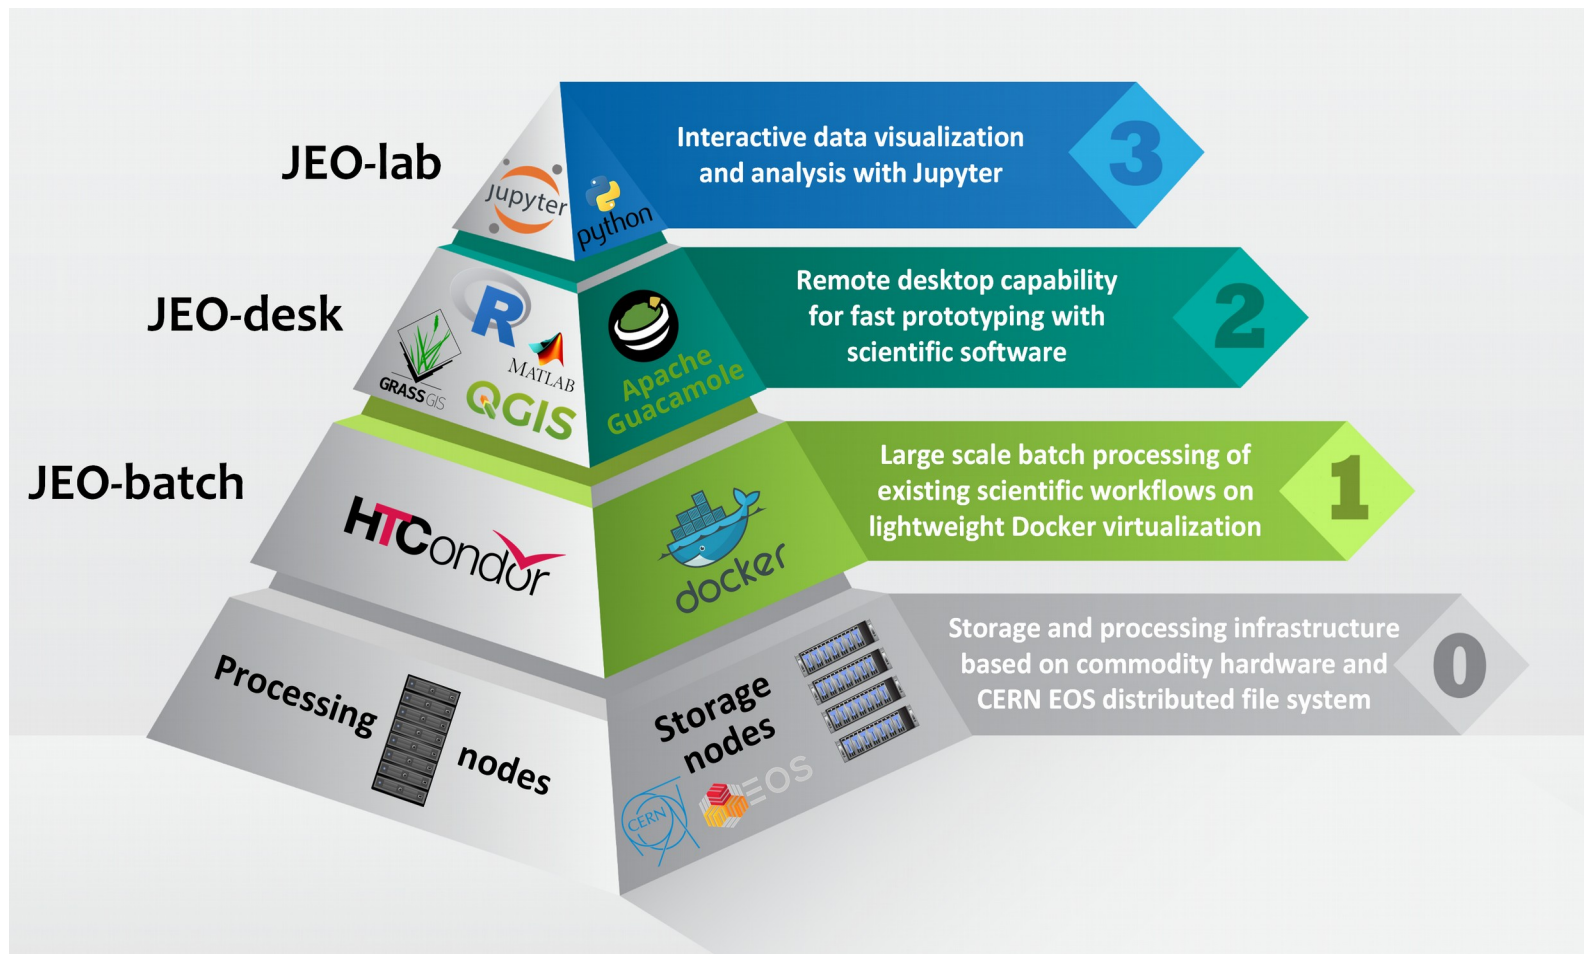 JEO-lab
jupyter
python
Interactive data visualization
and analysis with Jupyter
3
JEO-desk
R
MATLAB
GRASS GIS
QGIS
Apache
Guacamole
Remote desktop capability
for fast prototyping with
scientific software
2
JEO-batch
HTCondor
docker
Large scale batch processing of
existing scientific workflows on
lightweight Docker virtualization
1
Processing
nodes
Storage
nodes
CERN
EOS
Storage and processing infrastructure
based on commodity hardware and
CERN EOS distributed file system
0